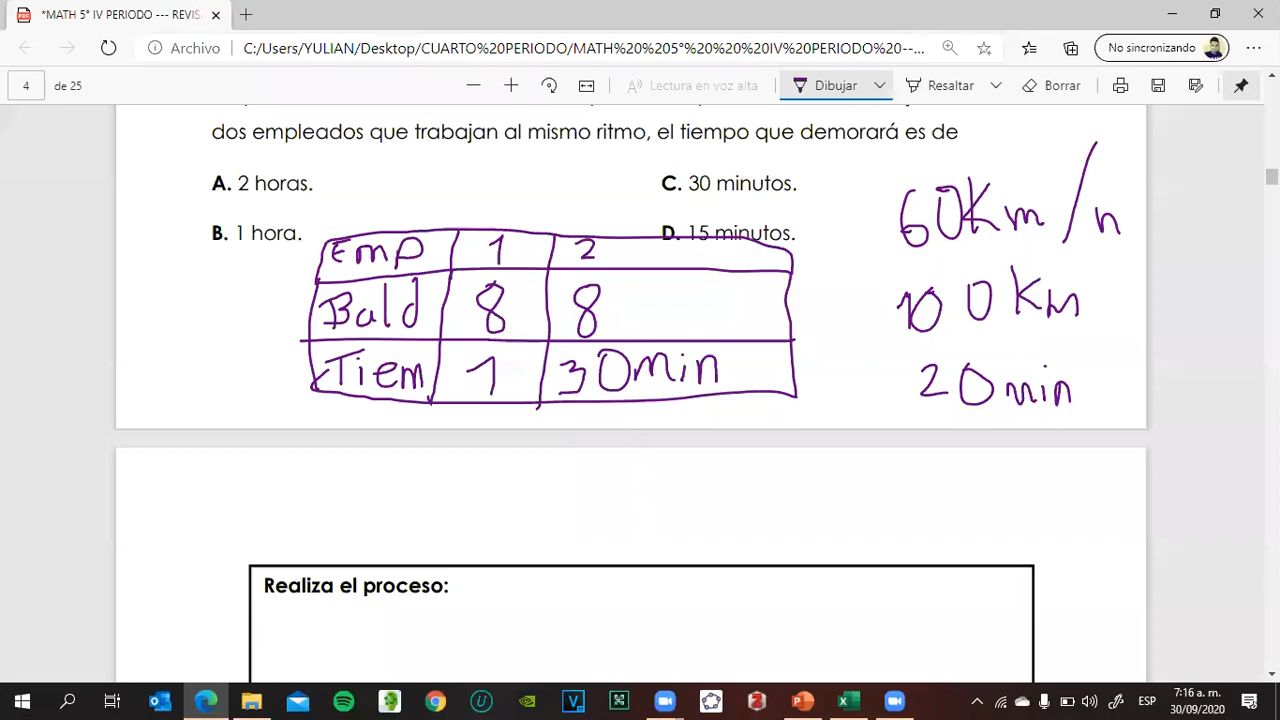 *MATH 5° IV PERIODO --- REVIS
Archivo
C:/Users/YULIAN/Desktop/CUARTO%20PERIODO/MATH%20%205°%20%20%20IV%20PERIODO%20--...
No sincronizando
4 de 25
Lectura en voz alta
Dibujar
Resaltar
Borrar
dos empleados que trabajan al mismo ritmo, el tiempo que demorará es de
A. 2 horas.
C. 30 minutos.
B. 1 hora.
D. 15 minutos.
Emp 1 2
Bald 8 8
Tiem 1 30min
60Km/h
100Km
20min
Realiza el proceso:
ESP
7:16 a. m.
30/09/2020